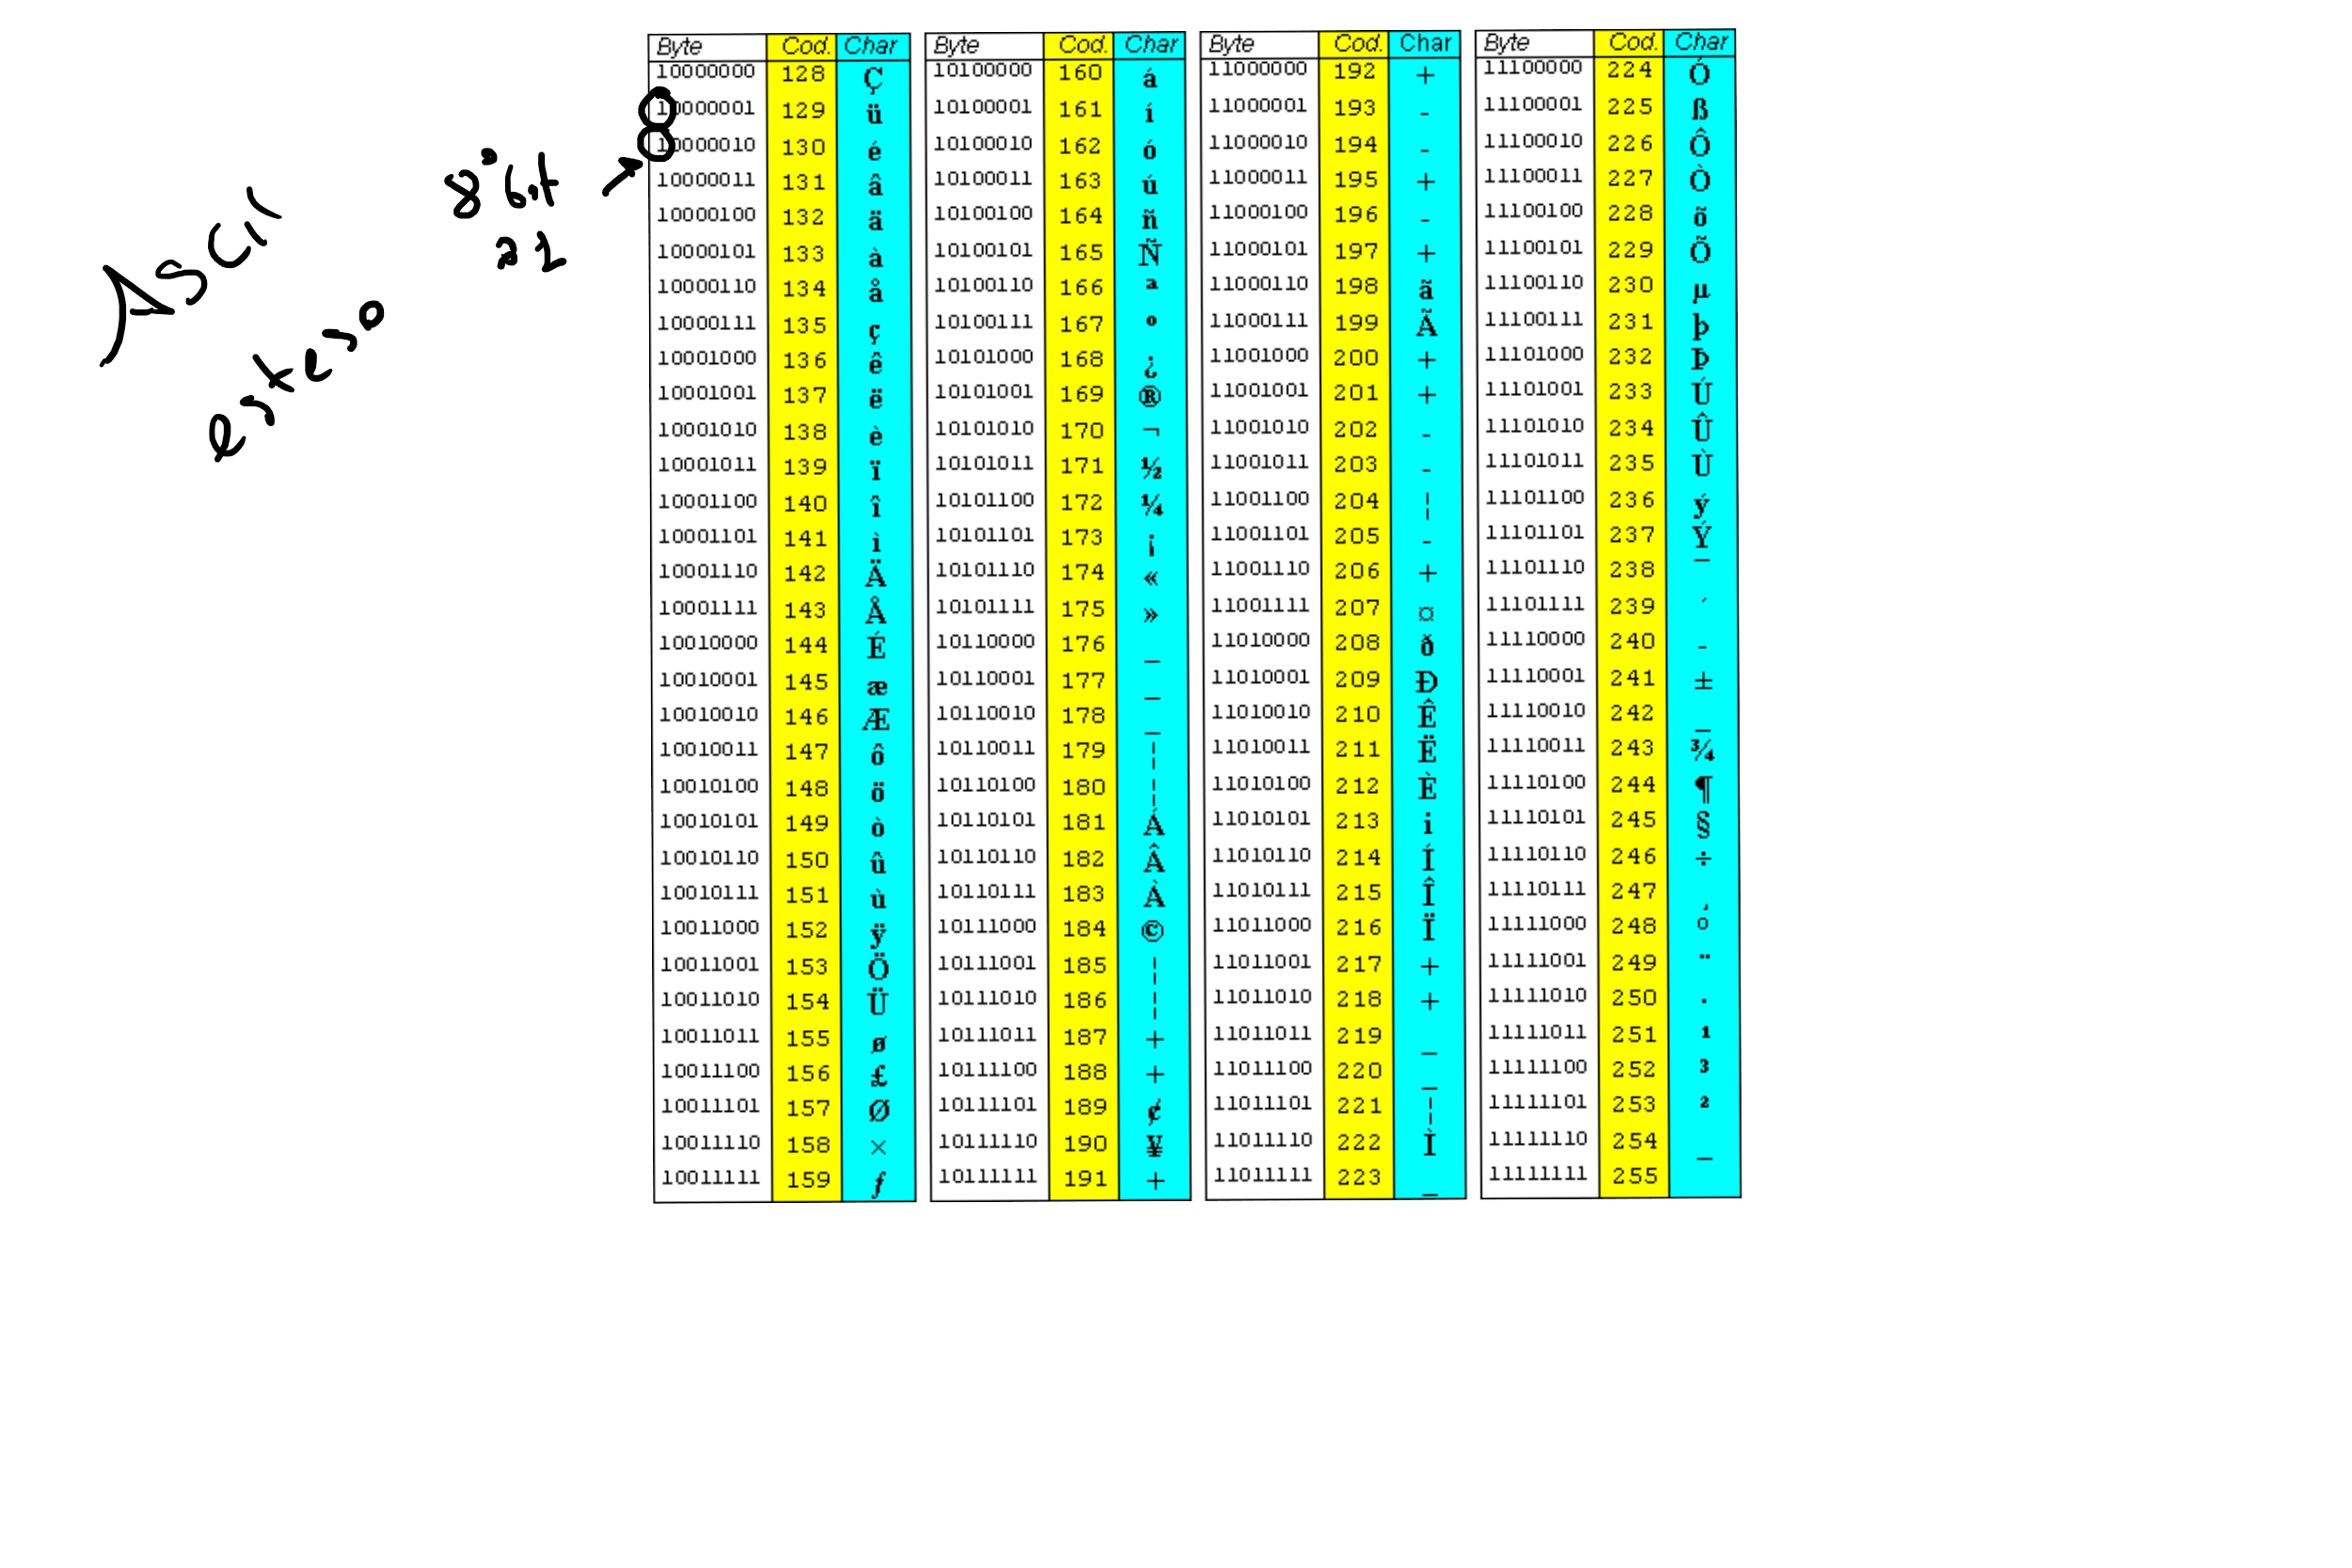 ASCII
esteso
8° bit
a 1
Byte Cod. Char Byte Cod. Char Byte Cod. Char Byte Cod. Char
10000000 128 Ç 10100000 160 á 11000000 192 + 11100000 224 Ó
10000001 129 ü 10100001 161 í 11000001 193 - 11100001 225 ß
10000010 130 é 10100010 162 ó 11000010 194 - 11100010 226 Ô
10000011 131 â 10100011 163 ú 11000011 195 + 11100011 227 Ò
10000100 132 ä 10100100 164 ñ 11000100 196 - 11100100 228 õ
10000101 133 à 10100101 165 Ñ 11000101 197 + 11100101 229 Õ
10000110 134 å 10100110 166 ª 11000110 198 ã 11100110 230 µ
10000111 135 ç 10100111 167 º 11000111 199 Ã 11100111 231 þ
10001000 136 ê 10101000 168 ¿ 11001000 200 + 11101000 232 Þ
10001001 137 ë 10101001 169 ® 11001001 201 + 11101001 233 Ú
10001010 138 è 10101010 170 ¬ 11001010 202 - 11101010 234 Û
10001011 139 ï 10101011 171 ½ 11001011 203 - 11101011 235 Ù
10001100 140 î 10101100 172 ¼ 11001100 204 ¦ 11101100 236 ý
10001101 141 ì 10101101 173 ¡ 11001101 205 - 11101101 237 Ý
10001110 142 Ä 10101110 174 « 11001110 206 + 11101110 238 ¯
10001111 143 Å 10101111 175 » 11001111 207 ¤ 11101111 239 ´
10010000 144 É 10110000 176 _ 11010000 208 ð 11110000 240 -
10010001 145 æ 10110001 177 _ 11010001 209 Ð 11110001 241 ±
10010010 146 Æ 10110010 178 _ 11010010 210 Ê 11110010 242 _
10010011 147 ô 10110011 179 ¦ 11010011 211 Ë 11110011 243 ¾
10010100 148 ö 10110100 180 ¦ 11010100 212 È 11110100 244 ¶
10010101 149 ò 10110101 181 Á 11010101 213 i 11110101 245 §
10010110 150 û 10110110 182 Â 11010110 214 Í 11110110 246 ÷
10010111 151 ù 10110111 183 À 11010111 215 Î 11110111 247 ¸
10011000 152 ÿ 10111000 184 © 11011000 216 Ï 11111000 248 °
10011001 153 Ö 10111001 185 ¦ 11011001 217 + 11111001 249 ¨
10011010 154 Ü 10111010 186 ¦ 11011010 218 + 11111010 250 ·
10011011 155 ø 10111011 187 + 11011011 219 _ 11111011 251 ¹
10011100 156 £ 10111100 188 + 11011100 220 _ 11111100 252 ³
10011101 157 Ø 10111101 189 ¢ 11011101 221 ¦ 11111101 253 ²
10011110 158 × 10111110 190 ¥ 11011110 222 Ì 11111110 254 _
10011111 159 ƒ 10111111 191 + 11011111 223 _ 11111111 255